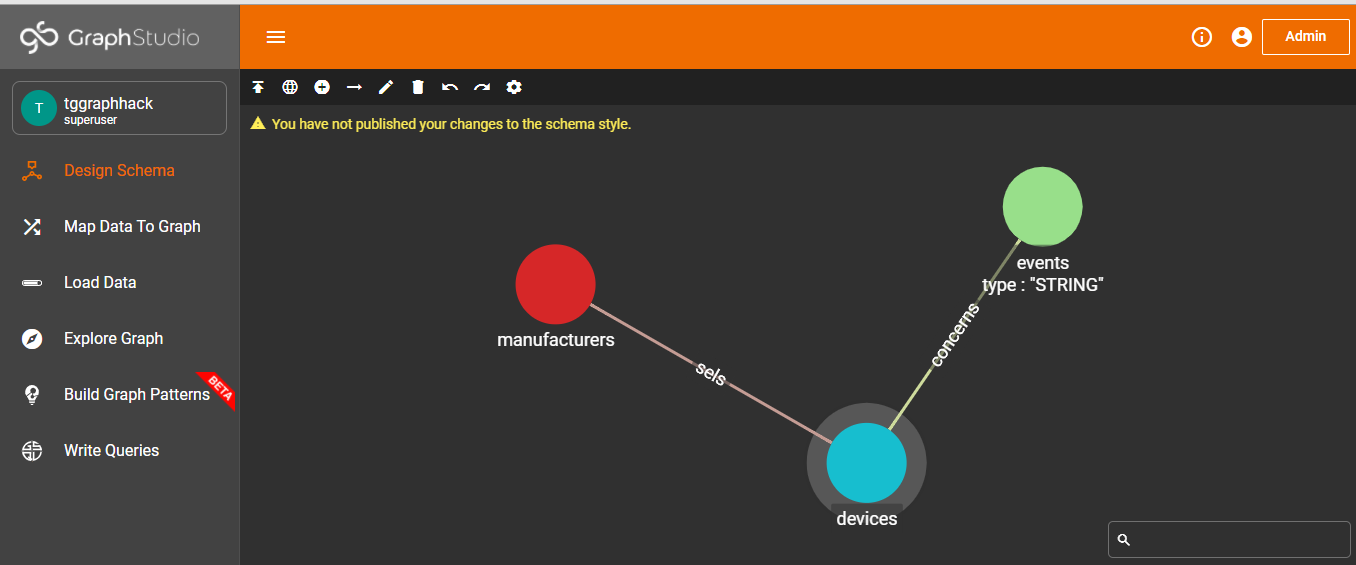 GraphStudio
Admin
T
tggraphhack
superuser
You have not published your changes to the schema style.
Design Schema
Map Data To Graph
Load Data
Explore Graph
Build Graph Patterns
BETA
Write Queries
events
type : "STRING"
concerns
manufacturers
sels
devices